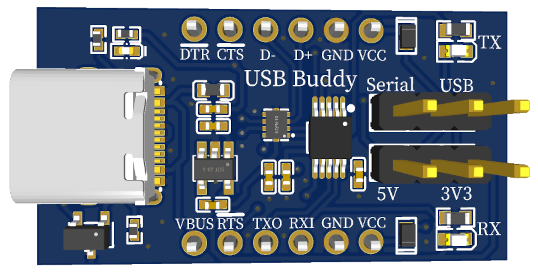 DTR CTS D- D+ GND VCC
TX
USB Buddy
Serial USB
5V 3V3
VBUS RTS TXO RXI GND VCC
RX